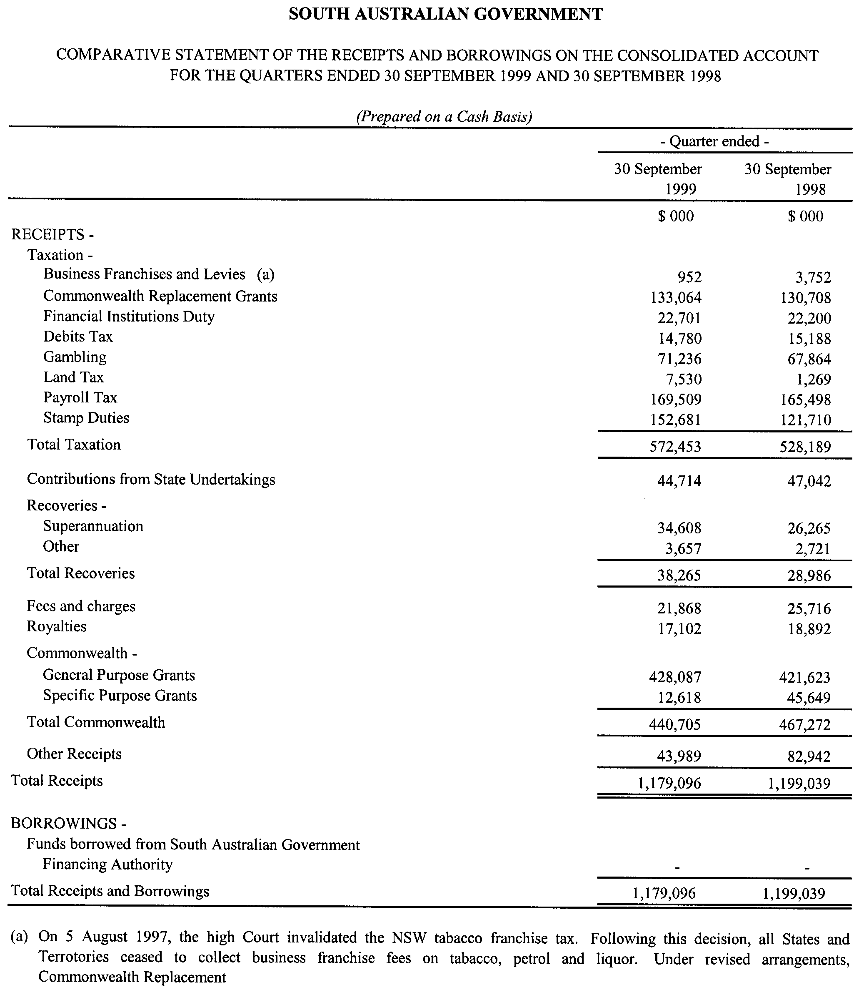 SOUTH AUSTRALIAN GOVERNMENT
COMPARATIVE STATEMENT OF THE RECEIPTS AND BORROWINGS ON THE CONSOLIDATED ACCOUNT
FOR THE QUARTERS ENDED 30 SEPTEMBER 1999 AND 30 SEPTEMBER 1998
(Prepared on a Cash Basis)
- Quarter ended -
30 September 30 September
1999 1998
$ 000 $ 000
RECEIPTS -
Taxation -
Business Franchises and Levies (a) 952 3,752
Commonwealth Replacement Grants 133,064 130,708
Financial Institutions Duty 22,701 22,200
Debits Tax 14,780 15,188
Gambling 71,236 67,864
Land Tax 7,530 1,269
Payroll Tax 169,509 165,498
Stamp Duties 152,681 121,710
Total Taxation 572,453 528,189
Contributions from State Undertakings 44,714 47,042
Recoveries -
Superannuation 34,608 26,265
Other 3,657 2,721
Total Recoveries 38,265 28,986
Fees and charges 21,868 25,716
Royalties 17,102 18,892
Commonwealth -
General Purpose Grants 428,087 421,623
Specific Purpose Grants 12,618 45,649
Total Commonwealth 440,705 467,272
Other Receipts 43,989 82,942
Total Receipts 1,179,096 1,199,039
BORROWINGS -
Funds borrowed from South Australian Government
Financing Authority - -
Total Receipts and Borrowings 1,179,096 1,199,039
(a) On 5 August 1997, the high Court invalidated the NSW tabacco franchise tax. Following this decision, all States and
Terrotories ceased to collect business franchise fees on tabacco, petrol and liquor. Under revised arrangements,
Commonwealth Replacement